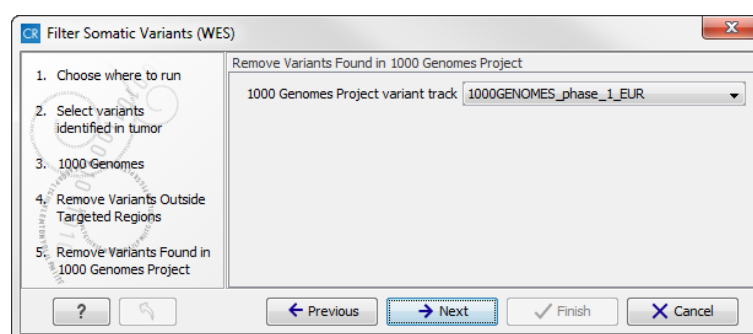 CR Filter Somatic Variants (WES)
Remove Variants Found in 1000 Genomes Project
1. Choose where to run
2. Select variants
identified in tumor
3. 1000 Genomes
4. Remove Variants Outside
Targeted Regions
5. Remove Variants Found in
1000 Genomes Project
1000 Genomes Project variant track 1000GENOMES_phase_1_EUR
? Previous Next Finish Cancel